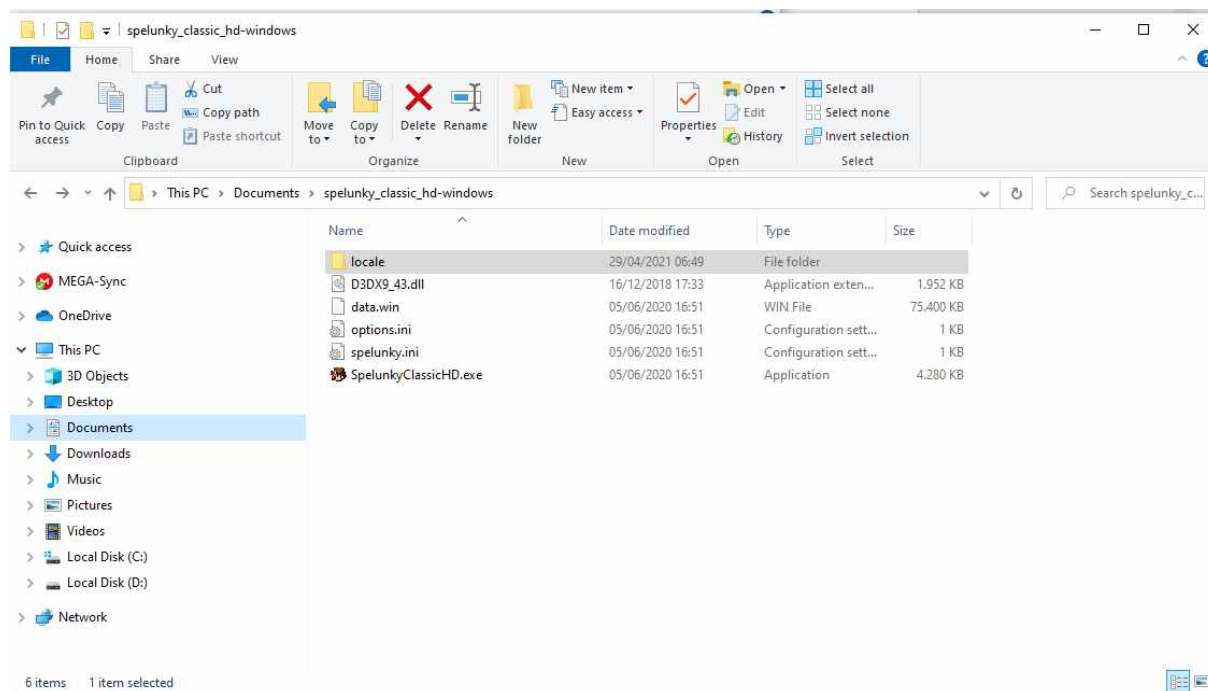 spelunky_classic_hd-windows
File Home Share View
Pin to Quick access
Copy
Paste
Cut
Copy path
Paste shortcut
Clipboard
Move to
Copy to
Delete
Rename
Organize
New folder
New item
Easy access
New
Properties
Open
Edit
History
Open
Select all
Select none
Invert selection
Select
This PC > Documents > spelunky_classic_hd-windows
Search spelunky_c...
Quick access
MEGA-Sync
OneDrive
This PC
3D Objects
Desktop
Documents
Downloads
Music
Pictures
Videos
Local Disk (C:)
Local Disk (D:)
Network
Name Date modified Type Size
locale 29/04/2021 06:49 File folder
D3DX9_43.dll 16/12/2018 17:33 Application exten... 1.952 KB
data.win 05/06/2020 16:51 WIN File 75.400 KB
options.ini 05/06/2020 16:51 Configuration sett... 1 KB
spelunky.ini 05/06/2020 16:51 Configuration sett... 1 KB
SpelunkyClassicHD.exe 05/06/2020 16:51 Application 4.280 KB
6 items 1 item selected